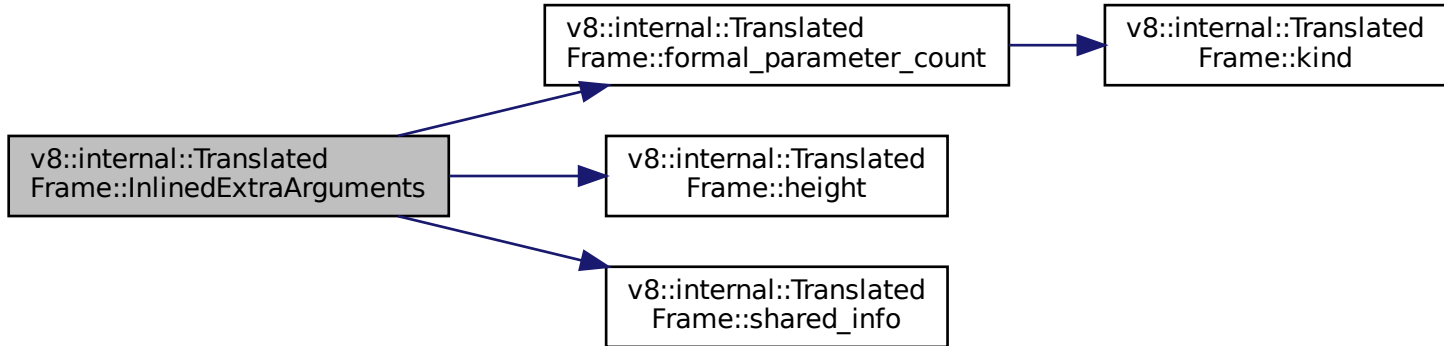 v8::internal::Translated
Frame::InlinedExtraArguments
v8::internal::Translated
Frame::formal_parameter_count
v8::internal::Translated
Frame::kind
v8::internal::Translated
Frame::height
v8::internal::Translated
Frame::shared_info